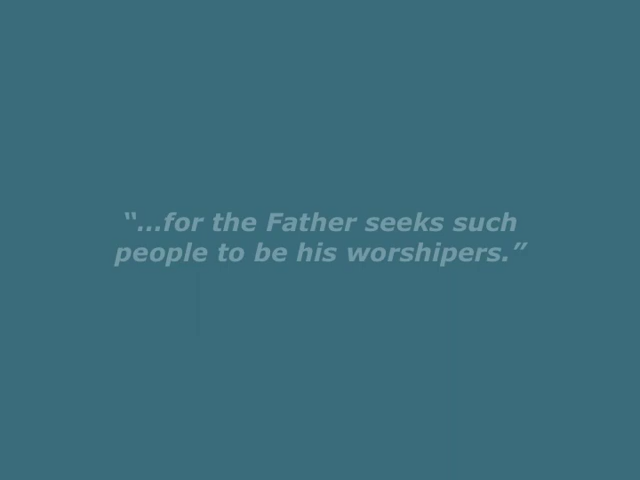 “…for the Father seeks such
people to be his worshipers.”